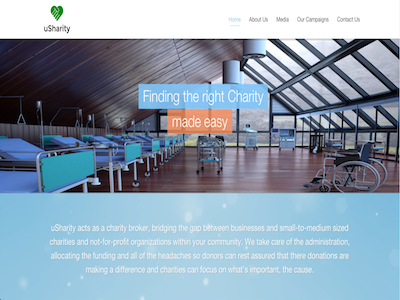 uSharity
Home About Us Media Our Campaigns Contact Us
Finding the right Charity
made easy
uSharity acts as a charity broker, bridging the gap between businesses and small-to-medium sized
charities and not-for-profit organizations within your community. We take care of the administration,
allocating the funding and all of the headaches so donors can rest assured that there donations are
making a difference and charities can focus on what's important, the cause.